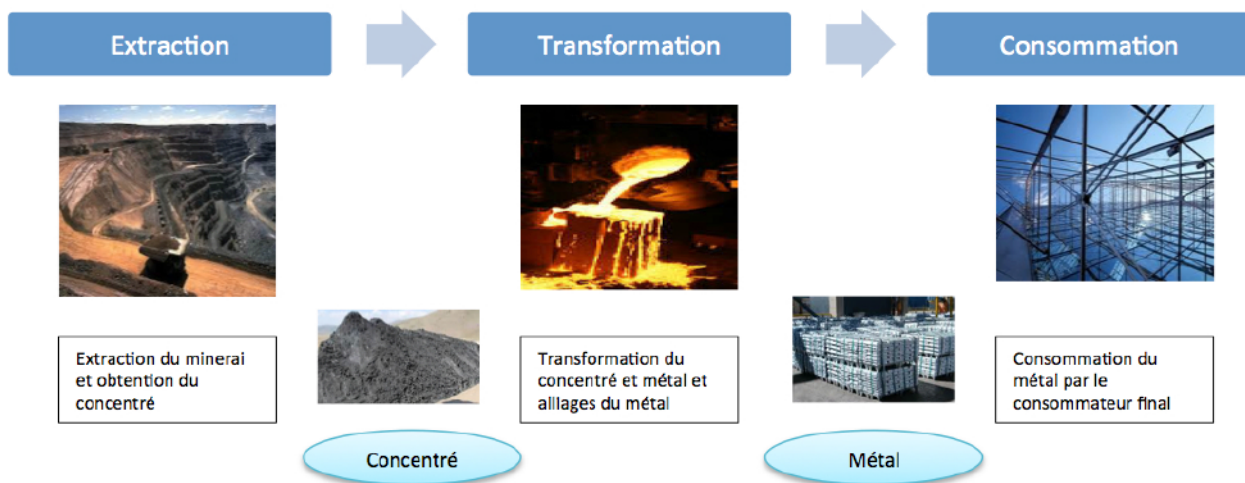 Extraction
Transformation
Consommation
Extraction du minerai
et obtention du
concentré
Transformation du
concentré et métal et
alllages du métal
Consommation du
métal par le
consommateur final
Concentré
Métal